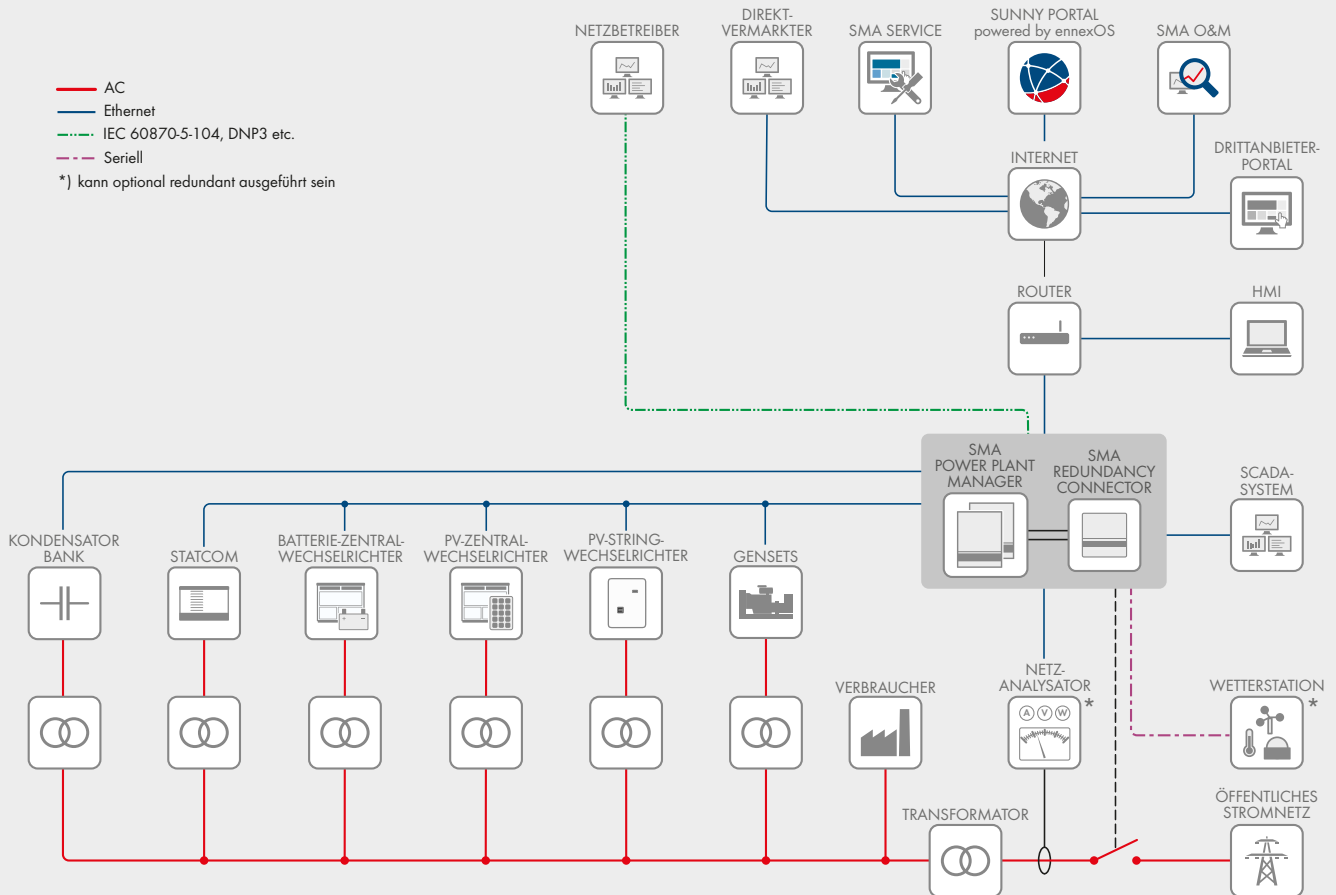 NETZBETREIBER
DIREKT-
VERMARKTER
SMA SERVICE
SUNNY PORTAL
powered by ennexOS
SMA O&M
AC
Ethernet
IEC 60870-5-104, DNP3 etc.
Seriell
*) kann optional redundant ausgeführt sein
INTERNET
DRITTANBIETER-
PORTAL
ROUTER
HMI
SMA
POWER PLANT
MANAGER
SMA
REDUNDANCY
CONNECTOR
SCADA-
SYSTEM
KONDENSATOR
BANK
STATCOM
BATTERIE-ZENTRAL-
WECHSELRICHTER
PV-ZENTRAL-
WECHSELRICHTER
PV-STRING-
WECHSELRICHTER
GENSETS
VERBRAUCHER
NETZ-
ANALYSATOR
*
A V W
WETTERSTATION
*
TRANSFORMATOR
ÖFFENTLICHES
STROMNETZ